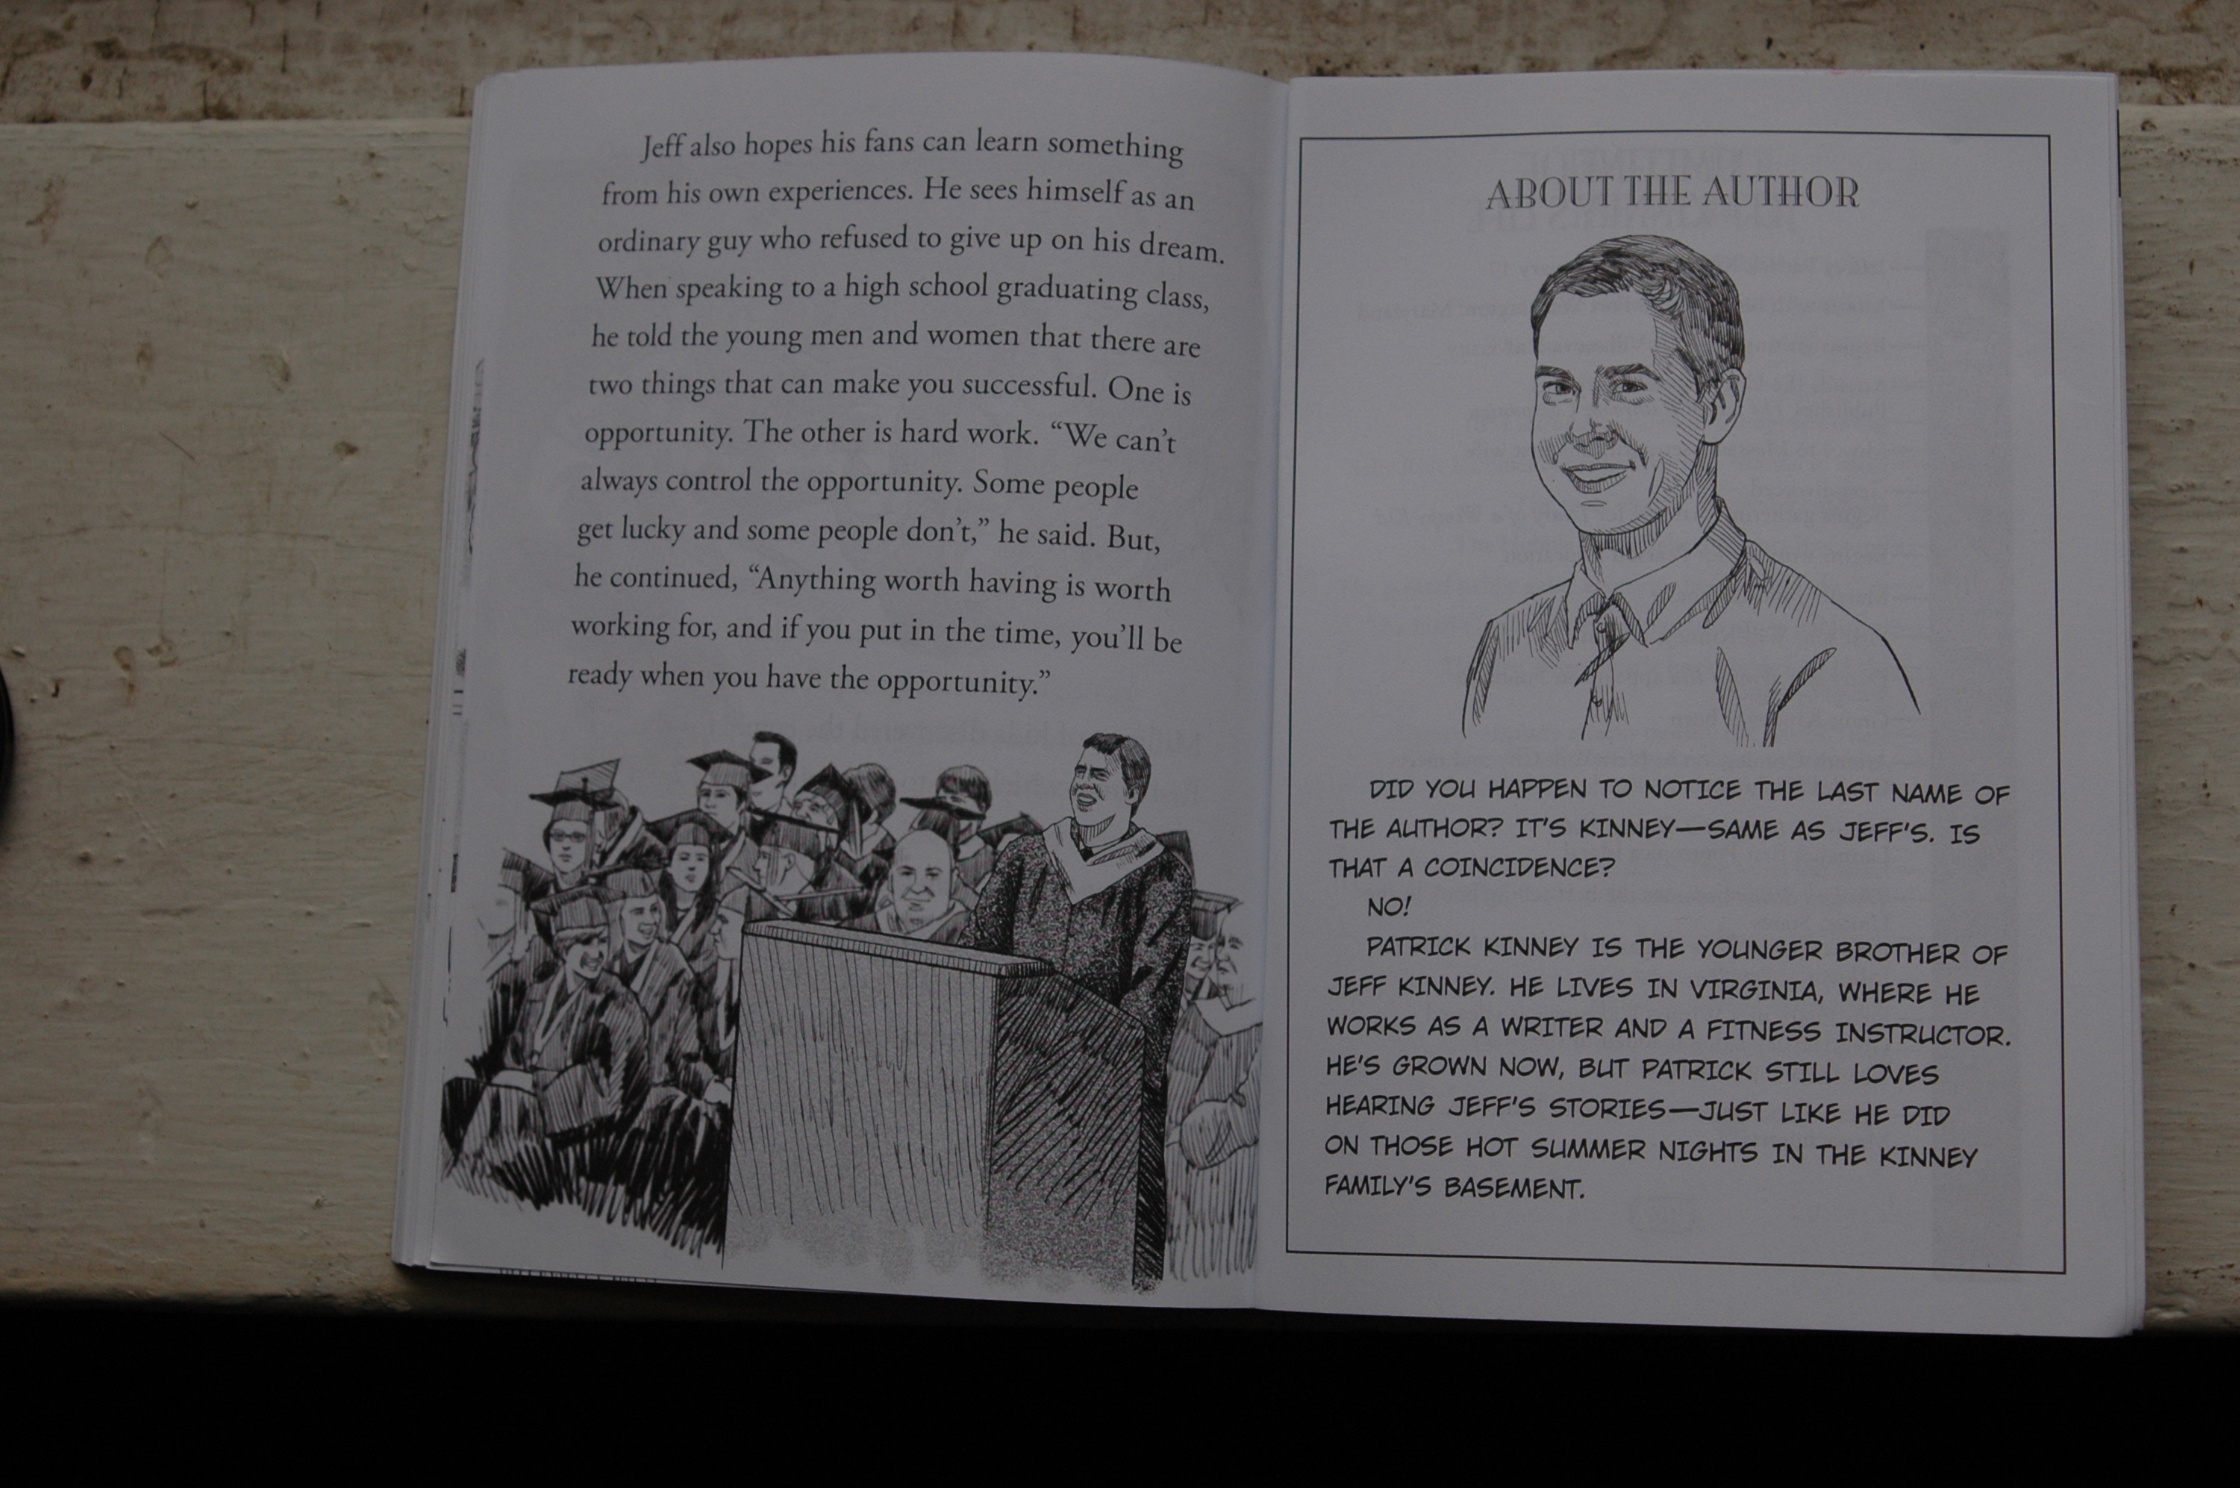 Jeff also hopes his fans can learn something
from his own experiences. He sees himself as an
ordinary guy who refused to give up on his dream.
When speaking to a high school graduating class,
he told the young men and women that there are
two things that can make you successful. One is
opportunity. The other is hard work. “We can’t
always control the opportunity. Some people
get lucky and some people don’t,” he said. But,
he continued, “Anything worth having is worth
working for, and if you put in the time, you’ll be
ready when you have the opportunity.”
ABOUT THE AUTHOR
DID YOU HAPPEN TO NOTICE THE LAST NAME OF
THE AUTHOR? IT’S KINNEY—SAME AS JEFF’S. IS
THAT A COINCIDENCE?
NO!
PATRICK KINNEY IS THE YOUNGER BROTHER OF
JEFF KINNEY. HE LIVES IN VIRGINIA, WHERE HE
WORKS AS A WRITER AND A FITNESS INSTRUCTOR.
HE’S GROWN NOW, BUT PATRICK STILL LOVES
HEARING JEFF’S STORIES—JUST LIKE HE DID
ON THOSE HOT SUMMER NIGHTS IN THE KINNEY
FAMILY’S BASEMENT.